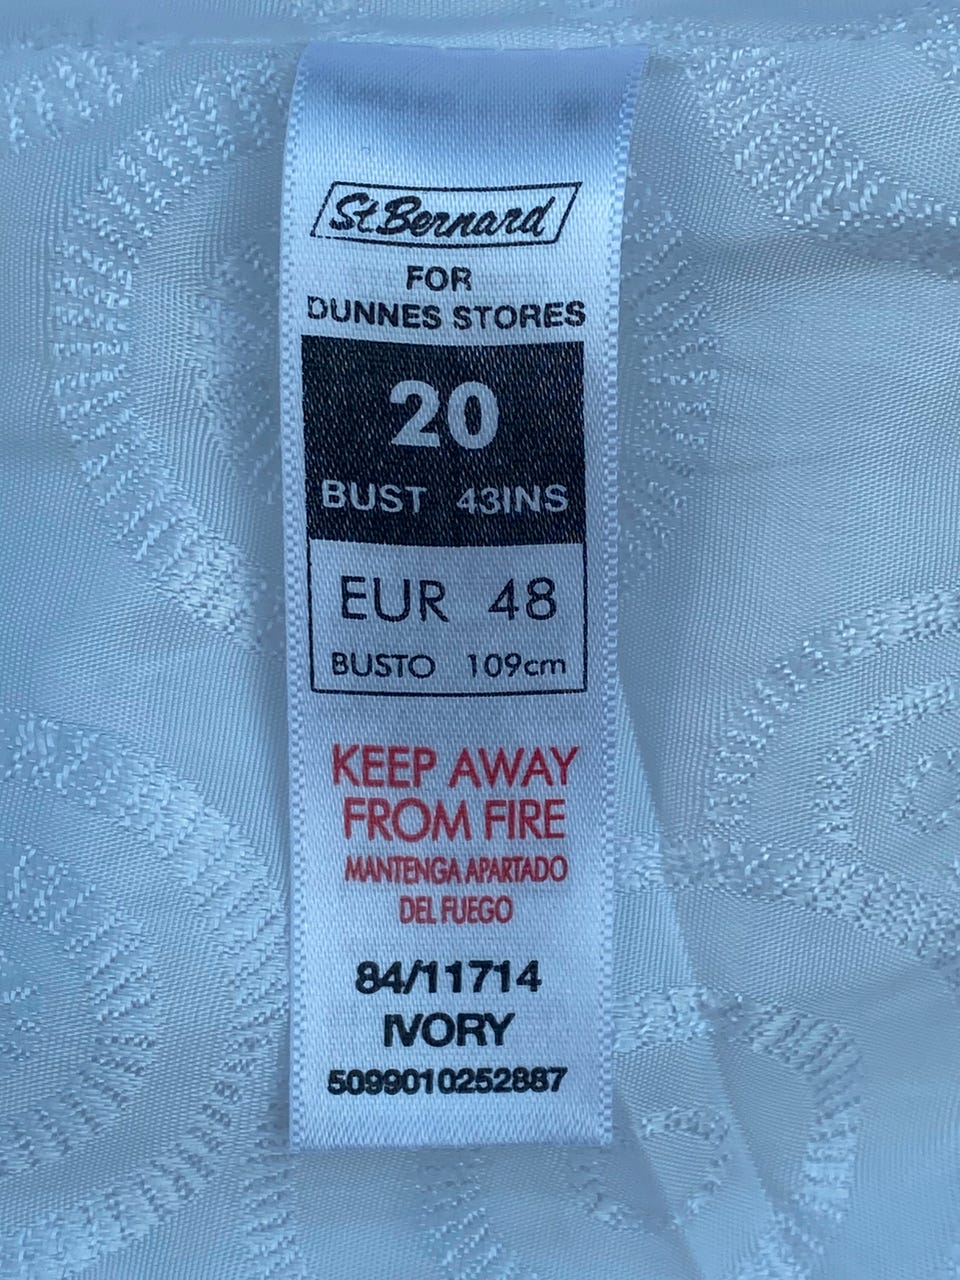 St.Bernard
FOR
DUNNES STORES
20
BUST 43INS
EUR 48
BUSTO 109cm
KEEP AWAY
FROM FIRE
MANTENGA APARTADO
DEL FUEGO
84/11714
IVORY
5099010252887